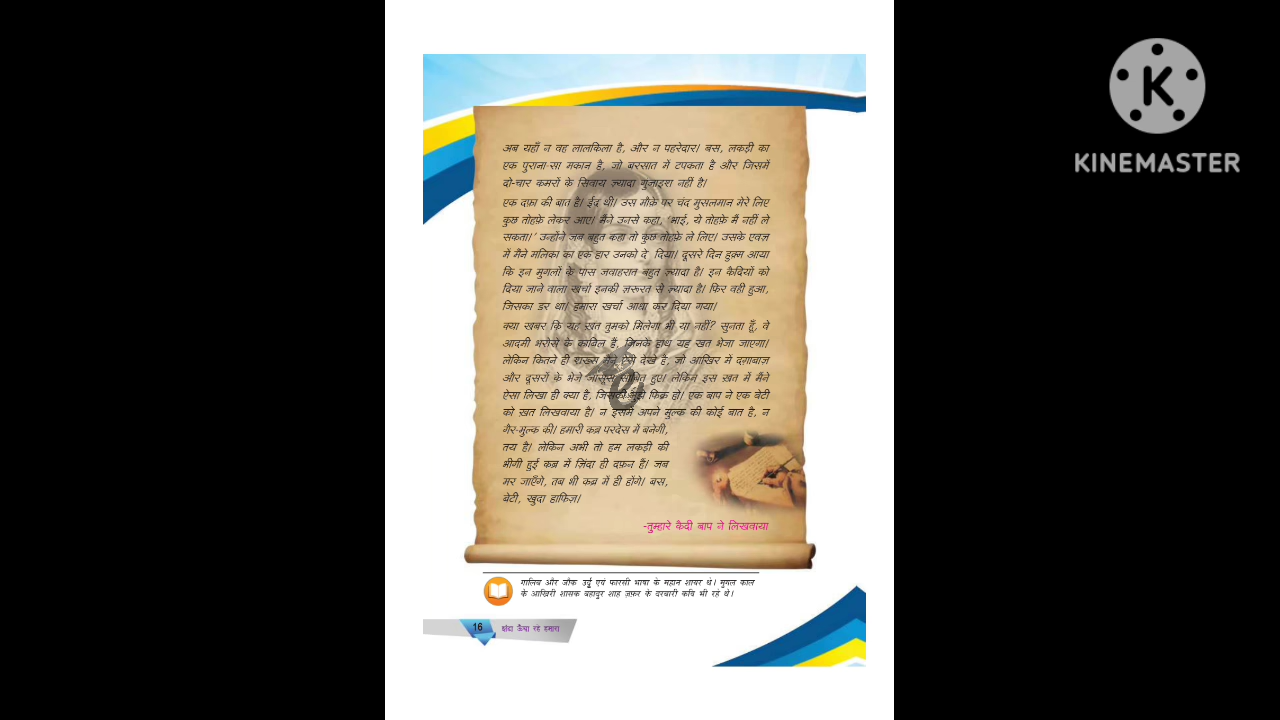 अब यहाँ न वह लालकिला है, और न पहरेदार। बस, लकड़ी का
एक पुराना-सा मकान है, जो बरसात में टपकता है और जिसमें
दो-चार कमरों के सिवाय ज़्यादा गुंजाइश नहीं है।
एक दफ़ा की बात है। ईद थी। उस मौक़े पर चंद मुसलमान मेरे लिए
कुछ तोहफ़े लेकर आए। मैंने उनसे कहा, 'भाई, ये तोहफ़े मैं नहीं ले
सकता।' उन्होंने जब बहुत कहा तो कुछ तोहफ़े ले लिए। उसके एवज़
में मैंने मलिका का एक हार उनको दे दिया। दूसरे दिन हुक़्म आया
कि इन मुगलों के पास जवाहरात बहुत ज़्यादा है। इन कैदियों को
दिया जाने वाला खर्चा इनकी ज़रूरत से ज़्यादा है। फिर वही हुआ,
जिसका डर था। हमारा खर्चा आधा कर दिया गया।
क्या खबर कि यह ख़त तुमको मिलेगा भी या नहीं? सुनता हूँ, वे
आदमी भरोसे के काबिल हैं, जिनके हाथ यह खत भेजा जाएगा।
लेकिन कितने ही शख़्स मैंने ऐसे देखे है, जो आखिर में दग़ाबाज़
और दूसरों के भेजे जासूस साबित हुए। लेकिन इस ख़त में मैंने
ऐसा लिखा ही क्या है, जिसकी मुझे फिक्र हो। एक बाप ने एक बेटी
को ख़त लिखवाया है। न इसमें अपने मुल्क की कोई बात है, न
गैर-मुल्क की। हमारी कब्र परदेस में बनेगी,
तय है। लेकिन अभी तो हम लकड़ी की
भीगी हुई कब्र में ज़िंदा ही दफ़न हैं। जब
मर जाएँगे, तब भी कब्र में ही होंगे। बस,
बेटी, खुदा हाफिज़।
-तुम्हारे कैदी बाप ने लिखवाया
गालिब और जौक उर्दू एवं फारसी भाषा के महान शायर थे। मुगल काल
के आखिरी शासक बहादुर शाह ज़फ़र के दरबारी कवि भी रहे थे।
16 झंडा ऊँचा रहे हमारा
KINEMASTER